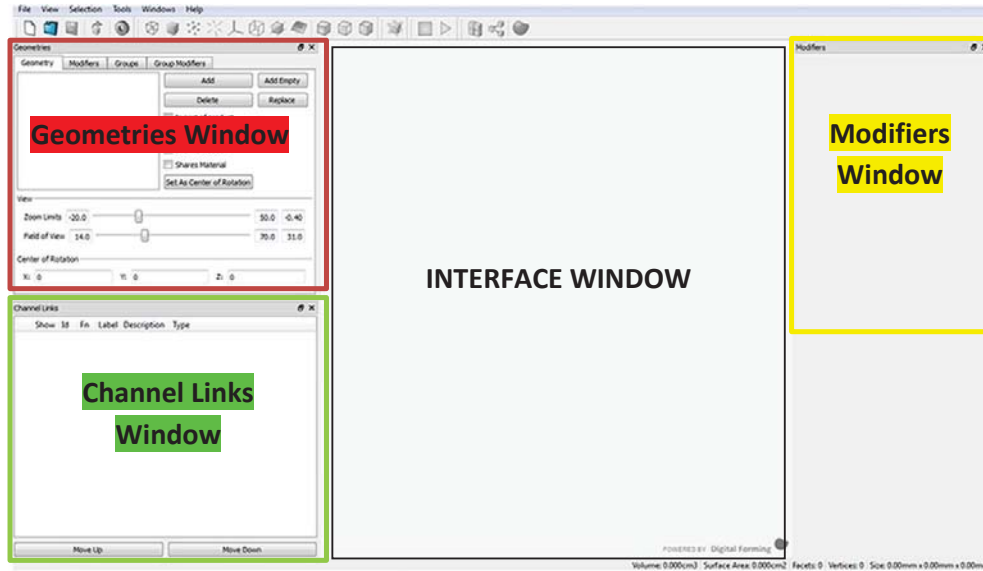 File View Selection Tools Windows Help
Geometries
Geometry Modifiers Groups Group Modifiers
Add Add Empty
Delete Replace
Geometries Window
Shares Material
Set As Center of Rotation
View
Zoom Limits -20.0 50.0 -0.40
Field of View 14.0 70.0 31.0
Center of Rotation
X: 0 Y: 0 Z: 0
Channel Links
Show Id Fn Label Description Type
Channel Links
Window
Move Up Move Down
INTERFACE WINDOW
POWERED BY Digital Forming
Modifiers
Modifiers
Window
Volume: 0.000cm3 Surface Area: 0.000cm2 Facets: 0 Vertices: 0 Size: 0.00mm x 0.00mm x 0.00m